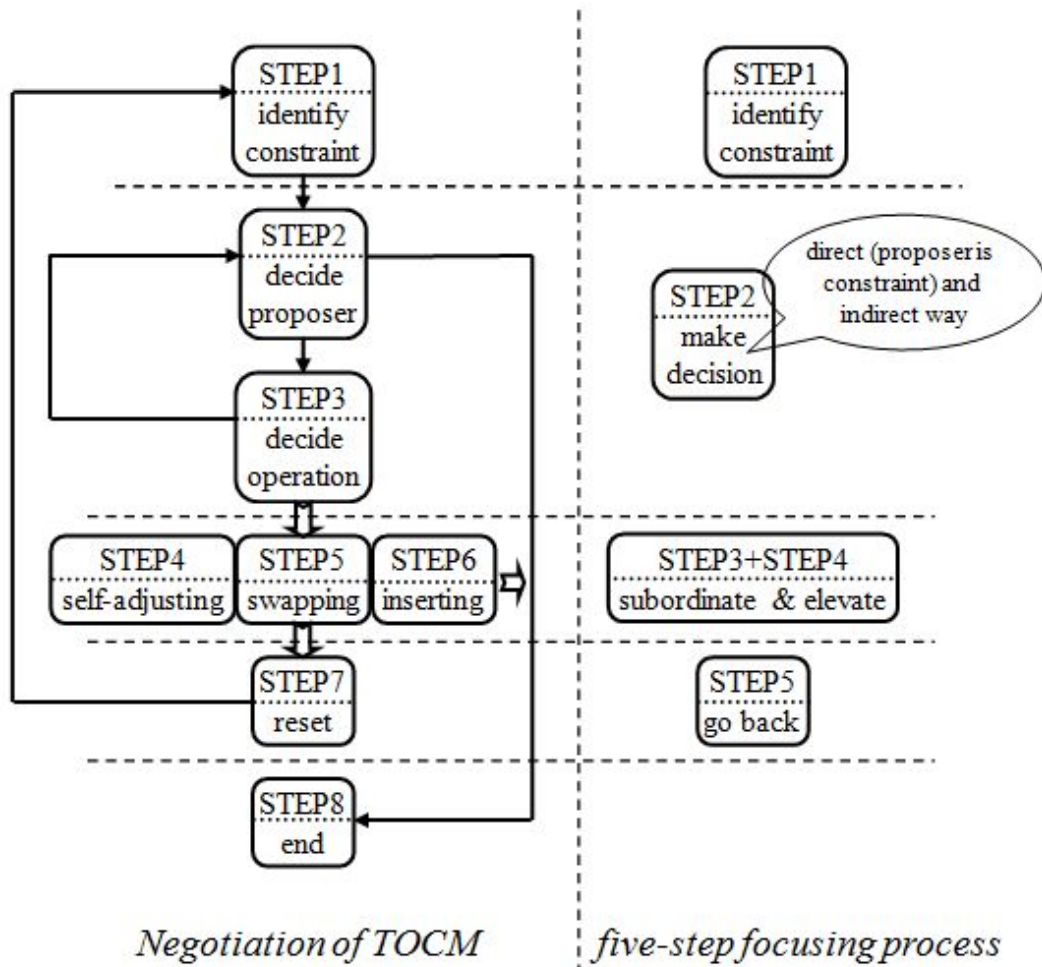 STEP1
identify
constraint
STEP1
identify
constraint
STEP2
decide
proposer
direct (proposer is
constraint) and
indirect way
STEP2
make
decision
STEP3
decide
operation
STEP4
self-adjusting
STEP5
swapping
STEP6
inserting
STEP3+STEP4
subordinate & elevate
STEP7
reset
STEP5
go back
STEP8
end
Negotiation of TOCM
five-step focusing process